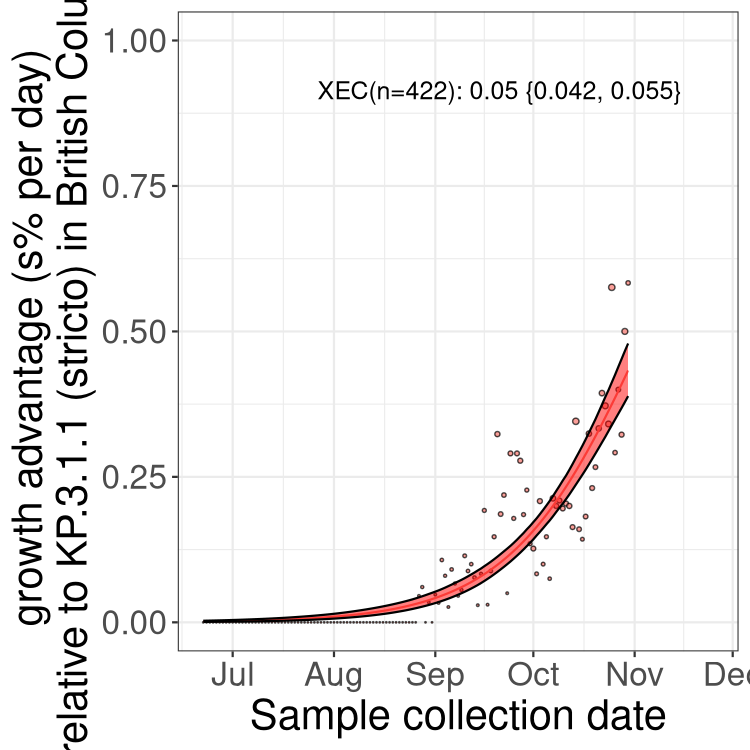 growth advantage (s% per day)
relative to KP.3.1.1 (stricto) in British Colu
1.00
0.75
0.50
0.25
0.00
XEC(n=422): 0.05 {0.042, 0.055}
Jul Aug Sep Oct Nov Dec
Sample collection date